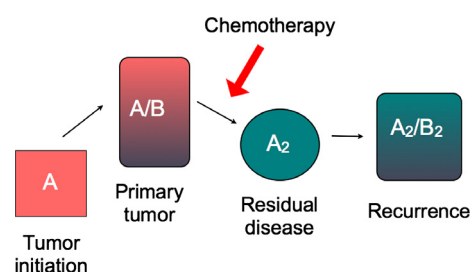 Chemotherapy
A
Tumor
initiation
A/B
Primary
tumor
A₂
Residual
disease
A₂/B₂
Recurrence